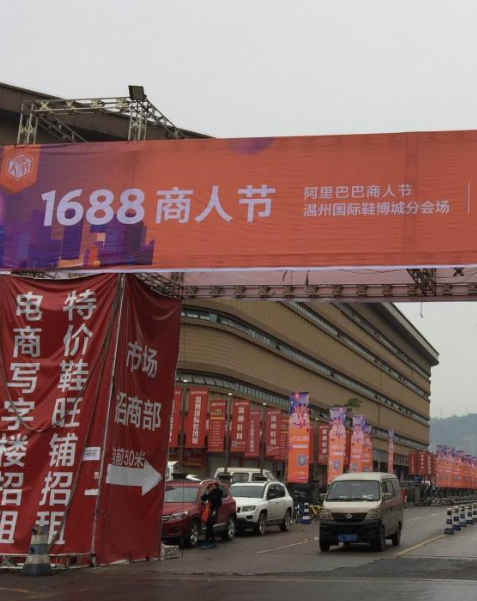 1688 商人节
阿里巴巴商人节
温州国际鞋博城分会场
特价鞋旺铺招租
电商写字楼招租
市场
招商部
前50米